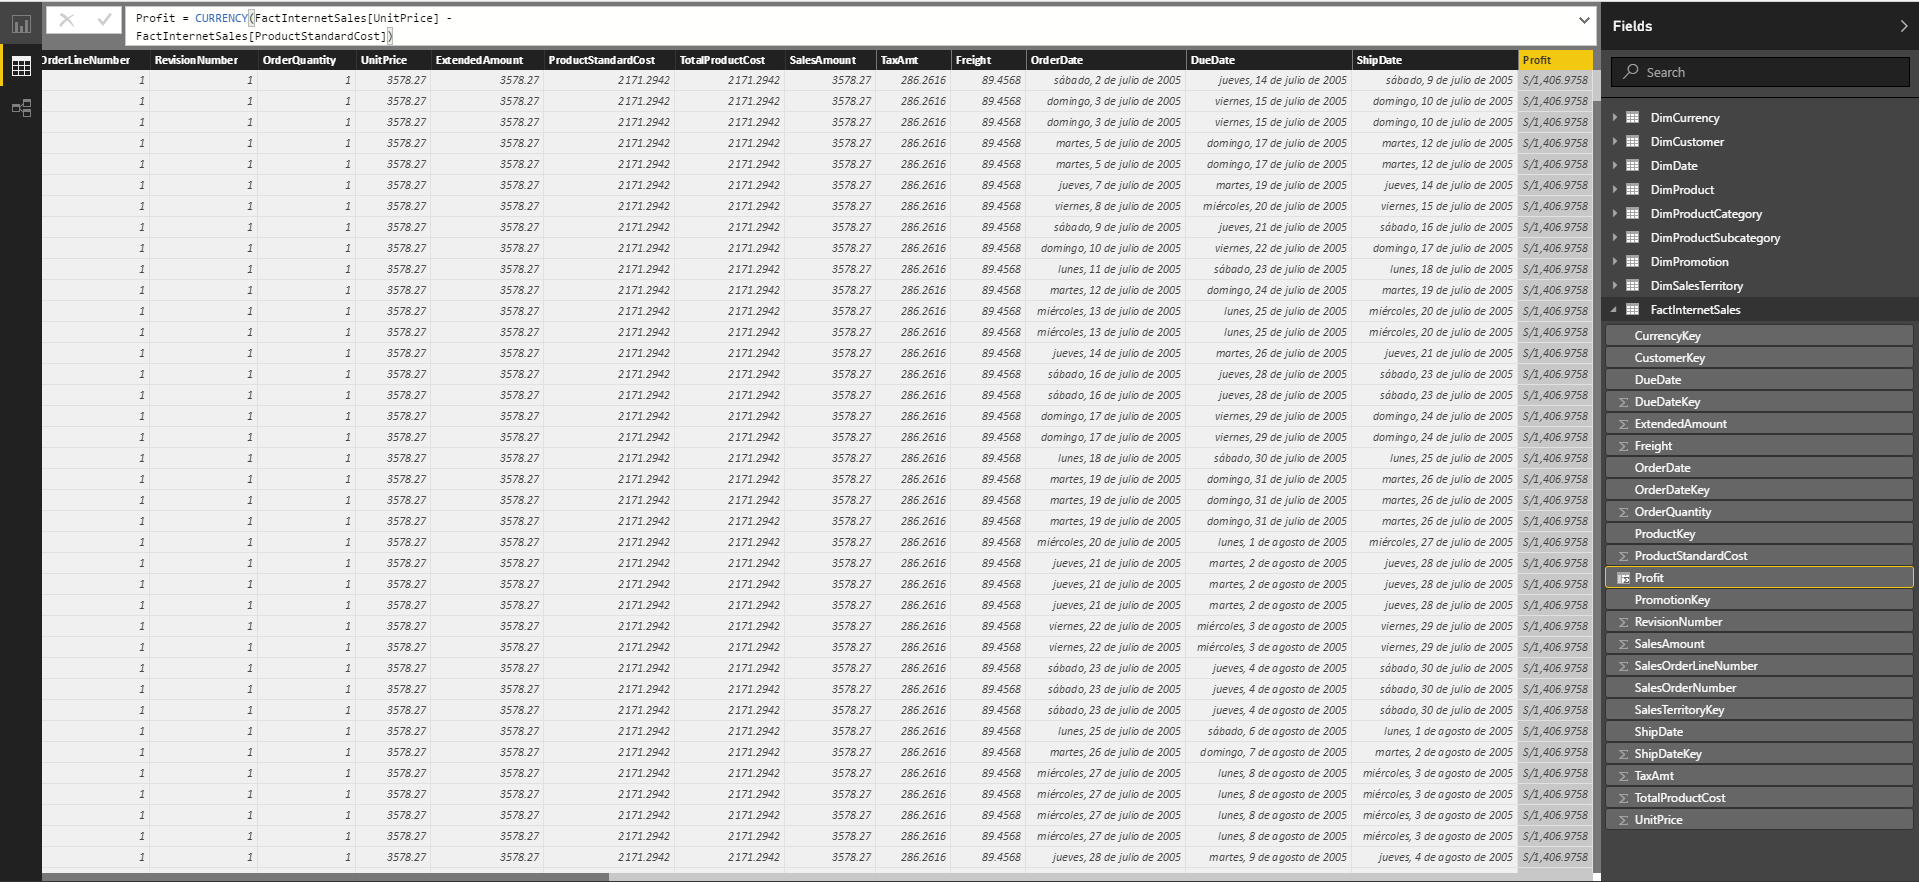 Profit = CURRENCY(FactInternetSales[UnitPrice] -
FactInternetSales[ProductStandardCost])
OrderLineNumber RevisionNumber OrderQuantity UnitPrice ExtendedAmount ProductStandardCost TotalProductCost SalesAmount TaxAmt Freight OrderDate DueDate ShipDate Profit
1 1 1 3578.27 3578.27 2171.2942 2171.2942 3578.27 286.2616 89.4568 sábado, 2 de julio de 2005 jueves, 14 de julio de 2005 sábado, 9 de julio de 2005 S/1,406.9758
1 1 1 3578.27 3578.27 2171.2942 2171.2942 3578.27 286.2616 89.4568 domingo, 3 de julio de 2005 viernes, 15 de julio de 2005 domingo, 10 de julio de 2005 S/1,406.9758
1 1 1 3578.27 3578.27 2171.2942 2171.2942 3578.27 286.2616 89.4568 domingo, 3 de julio de 2005 viernes, 15 de julio de 2005 domingo, 10 de julio de 2005 S/1,406.9758
1 1 1 3578.27 3578.27 2171.2942 2171.2942 3578.27 286.2616 89.4568 martes, 5 de julio de 2005 domingo, 17 de julio de 2005 martes, 12 de julio de 2005 S/1,406.9758
1 1 1 3578.27 3578.27 2171.2942 2171.2942 3578.27 286.2616 89.4568 martes, 5 de julio de 2005 domingo, 17 de julio de 2005 martes, 12 de julio de 2005 S/1,406.9758
1 1 1 3578.27 3578.27 2171.2942 2171.2942 3578.27 286.2616 89.4568 jueves, 7 de julio de 2005 martes, 19 de julio de 2005 jueves, 14 de julio de 2005 S/1,406.9758
1 1 1 3578.27 3578.27 2171.2942 2171.2942 3578.27 286.2616 89.4568 viernes, 8 de julio de 2005 miércoles, 20 de julio de 2005 viernes, 15 de julio de 2005 S/1,406.9758
1 1 1 3578.27 3578.27 2171.2942 2171.2942 3578.27 286.2616 89.4568 sábado, 9 de julio de 2005 jueves, 21 de julio de 2005 sábado, 16 de julio de 2005 S/1,406.9758
1 1 1 3578.27 3578.27 2171.2942 2171.2942 3578.27 286.2616 89.4568 domingo, 10 de julio de 2005 viernes, 22 de julio de 2005 domingo, 17 de julio de 2005 S/1,406.9758
1 1 1 3578.27 3578.27 2171.2942 2171.2942 3578.27 286.2616 89.4568 lunes, 11 de julio de 2005 sábado, 23 de julio de 2005 lunes, 18 de julio de 2005 S/1,406.9758
1 1 1 3578.27 3578.27 2171.2942 2171.2942 3578.27 286.2616 89.4568 martes, 12 de julio de 2005 domingo, 24 de julio de 2005 martes, 19 de julio de 2005 S/1,406.9758
1 1 1 3578.27 3578.27 2171.2942 2171.2942 3578.27 286.2616 89.4568 miércoles, 13 de julio de 2005 lunes, 25 de julio de 2005 miércoles, 20 de julio de 2005 S/1,406.9758
1 1 1 3578.27 3578.27 2171.2942 2171.2942 3578.27 286.2616 89.4568 miércoles, 13 de julio de 2005 lunes, 25 de julio de 2005 miércoles, 20 de julio de 2005 S/1,406.9758
1 1 1 3578.27 3578.27 2171.2942 2171.2942 3578.27 286.2616 89.4568 jueves, 14 de julio de 2005 martes, 26 de julio de 2005 jueves, 21 de julio de 2005 S/1,406.9758
1 1 1 3578.27 3578.27 2171.2942 2171.2942 3578.27 286.2616 89.4568 sábado, 16 de julio de 2005 jueves, 28 de julio de 2005 sábado, 23 de julio de 2005 S/1,406.9758
1 1 1 3578.27 3578.27 2171.2942 2171.2942 3578.27 286.2616 89.4568 sábado, 16 de julio de 2005 jueves, 28 de julio de 2005 sábado, 23 de julio de 2005 S/1,406.9758
1 1 1 3578.27 3578.27 2171.2942 2171.2942 3578.27 286.2616 89.4568 domingo, 17 de julio de 2005 viernes, 29 de julio de 2005 domingo, 24 de julio de 2005 S/1,406.9758
1 1 1 3578.27 3578.27 2171.2942 2171.2942 3578.27 286.2616 89.4568 domingo, 17 de julio de 2005 viernes, 29 de julio de 2005 domingo, 24 de julio de 2005 S/1,406.9758
1 1 1 3578.27 3578.27 2171.2942 2171.2942 3578.27 286.2616 89.4568 lunes, 18 de julio de 2005 sábado, 30 de julio de 2005 lunes, 25 de julio de 2005 S/1,406.9758
1 1 1 3578.27 3578.27 2171.2942 2171.2942 3578.27 286.2616 89.4568 martes, 19 de julio de 2005 domingo, 31 de julio de 2005 martes, 26 de julio de 2005 S/1,406.9758
1 1 1 3578.27 3578.27 2171.2942 2171.2942 3578.27 286.2616 89.4568 martes, 19 de julio de 2005 domingo, 31 de julio de 2005 martes, 26 de julio de 2005 S/1,406.9758
1 1 1 3578.27 3578.27 2171.2942 2171.2942 3578.27 286.2616 89.4568 martes, 19 de julio de 2005 domingo, 31 de julio de 2005 martes, 26 de julio de 2005 S/1,406.9758
1 1 1 3578.27 3578.27 2171.2942 2171.2942 3578.27 286.2616 89.4568 miércoles, 20 de julio de 2005 lunes, 1 de agosto de 2005 miércoles, 27 de julio de 2005 S/1,406.9758
1 1 1 3578.27 3578.27 2171.2942 2171.2942 3578.27 286.2616 89.4568 jueves, 21 de julio de 2005 martes, 2 de agosto de 2005 jueves, 28 de julio de 2005 S/1,406.9758
1 1 1 3578.27 3578.27 2171.2942 2171.2942 3578.27 286.2616 89.4568 jueves, 21 de julio de 2005 martes, 2 de agosto de 2005 jueves, 28 de julio de 2005 S/1,406.9758
1 1 1 3578.27 3578.27 2171.2942 2171.2942 3578.27 286.2616 89.4568 jueves, 21 de julio de 2005 martes, 2 de agosto de 2005 jueves, 28 de julio de 2005 S/1,406.9758
1 1 1 3578.27 3578.27 2171.2942 2171.2942 3578.27 286.2616 89.4568 viernes, 22 de julio de 2005 miércoles, 3 de agosto de 2005 viernes, 29 de julio de 2005 S/1,406.9758
1 1 1 3578.27 3578.27 2171.2942 2171.2942 3578.27 286.2616 89.4568 viernes, 22 de julio de 2005 miércoles, 3 de agosto de 2005 viernes, 29 de julio de 2005 S/1,406.9758
1 1 1 3578.27 3578.27 2171.2942 2171.2942 3578.27 286.2616 89.4568 sábado, 23 de julio de 2005 jueves, 4 de agosto de 2005 sábado, 30 de julio de 2005 S/1,406.9758
1 1 1 3578.27 3578.27 2171.2942 2171.2942 3578.27 286.2616 89.4568 sábado, 23 de julio de 2005 jueves, 4 de agosto de 2005 sábado, 30 de julio de 2005 S/1,406.9758
1 1 1 3578.27 3578.27 2171.2942 2171.2942 3578.27 286.2616 89.4568 sábado, 23 de julio de 2005 jueves, 4 de agosto de 2005 sábado, 30 de julio de 2005 S/1,406.9758
1 1 1 3578.27 3578.27 2171.2942 2171.2942 3578.27 286.2616 89.4568 lunes, 25 de julio de 2005 sábado, 6 de agosto de 2005 lunes, 1 de agosto de 2005 S/1,406.9758
1 1 1 3578.27 3578.27 2171.2942 2171.2942 3578.27 286.2616 89.4568 martes, 26 de julio de 2005 domingo, 7 de agosto de 2005 martes, 2 de agosto de 2005 S/1,406.9758
1 1 1 3578.27 3578.27 2171.2942 2171.2942 3578.27 286.2616 89.4568 miércoles, 27 de julio de 2005 lunes, 8 de agosto de 2005 miércoles, 3 de agosto de 2005 S/1,406.9758
1 1 1 3578.27 3578.27 2171.2942 2171.2942 3578.27 286.2616 89.4568 miércoles, 27 de julio de 2005 lunes, 8 de agosto de 2005 miércoles, 3 de agosto de 2005 S/1,406.9758
1 1 1 3578.27 3578.27 2171.2942 2171.2942 3578.27 286.2616 89.4568 miércoles, 27 de julio de 2005 lunes, 8 de agosto de 2005 miércoles, 3 de agosto de 2005 S/1,406.9758
1 1 1 3578.27 3578.27 2171.2942 2171.2942 3578.27 286.2616 89.4568 miércoles, 27 de julio de 2005 lunes, 8 de agosto de 2005 miércoles, 3 de agosto de 2005 S/1,406.9758
1 1 1 3578.27 3578.27 2171.2942 2171.2942 3578.27 286.2616 89.4568 jueves, 28 de julio de 2005 martes, 9 de agosto de 2005 jueves, 4 de agosto de 2005 S/1,406.9758
Fields
Search
DimCurrency
DimCustomer
DimDate
DimProduct
DimProductCategory
DimProductSubcategory
DimPromotion
DimSalesTerritory
FactInternetSales
CurrencyKey
CustomerKey
DueDate
Σ DueDateKey
Σ ExtendedAmount
Σ Freight
OrderDate
OrderDateKey
Σ OrderQuantity
ProductKey
Σ ProductStandardCost
Profit
PromotionKey
Σ RevisionNumber
Σ SalesAmount
Σ SalesOrderLineNumber
SalesOrderNumber
SalesTerritoryKey
ShipDate
Σ ShipDateKey
Σ TaxAmt
Σ TotalProductCost
Σ UnitPrice